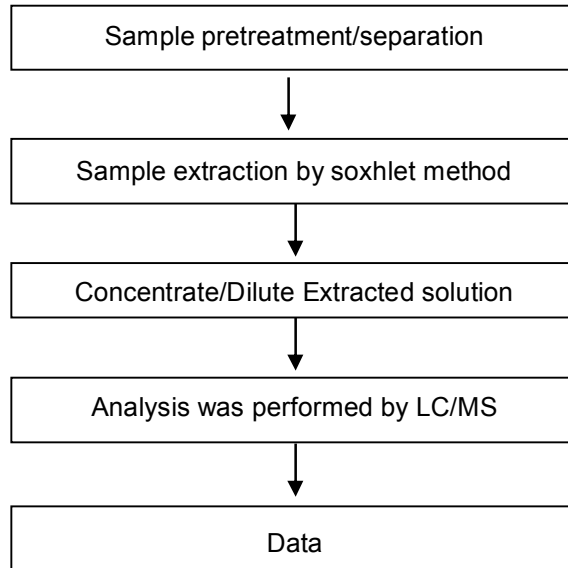 Sample pretreatment/separation
Sample extraction by soxhlet method
Concentrate/Dilute Extracted solution
Analysis was performed by LC/MS
Data